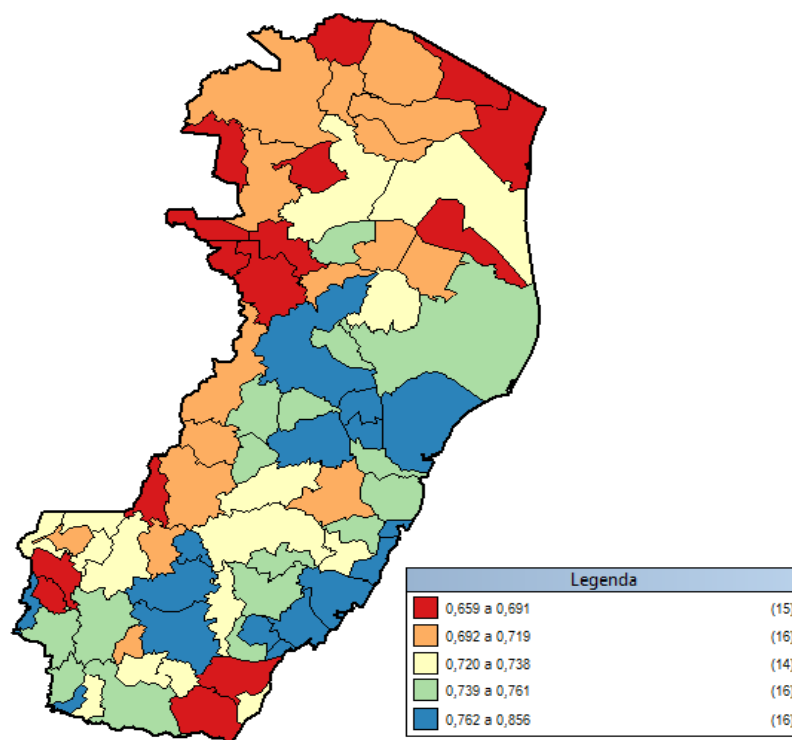 Legenda
0,659 a 0,691 (15)
0,692 a 0,719 (16)
0,720 a 0,738 (14)
0,739 a 0,761 (16)
0,762 a 0,856 (16)